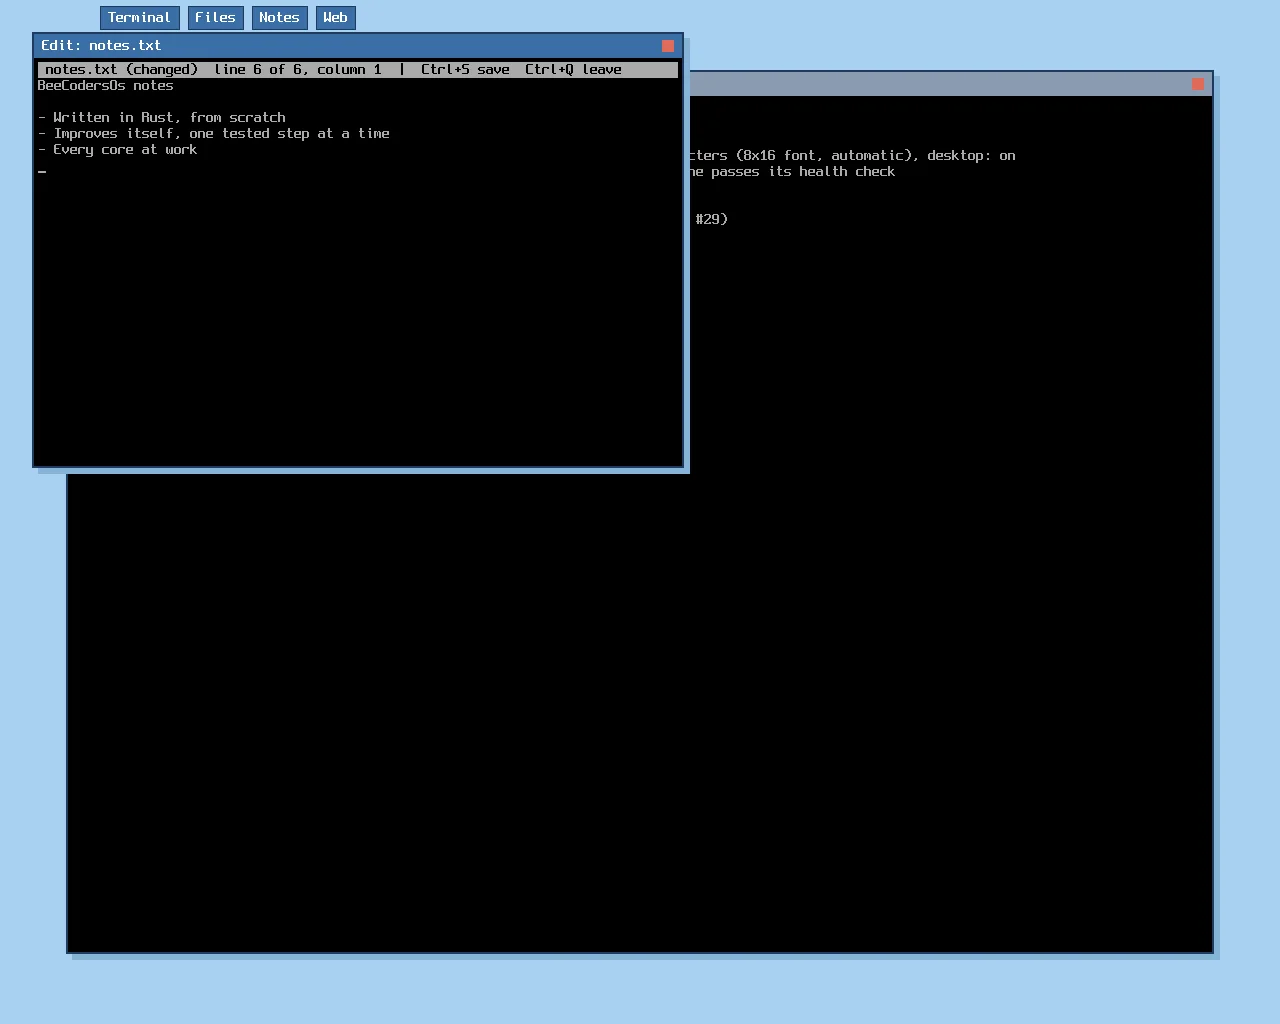 Terminal Files Notes Web
Edit: notes.txt
notes.txt (changed) line 6 of 6, column 1 | Ctrl+S save Ctrl+Q leave
BeeCodersOs notes
- Written in Rust, from scratch
- Improves itself, one tested step at a time
- Every core at work
(8x16 font, automatic), desktop: on
passes its health check
#29)